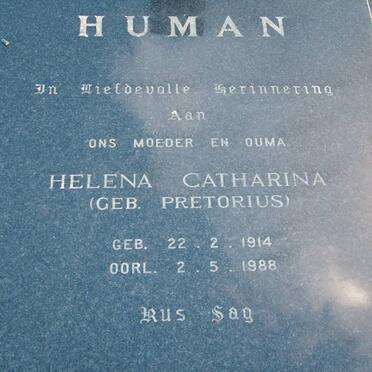 HUMAN
In Liefdevolle Herinnering
Aan
ONS MOEDER EN OUMA
HELENA CATHARINA
(GEB. PRETORIUS)
GEB. 22.2.1914
OORL. 2.5.1988
Rus Sag